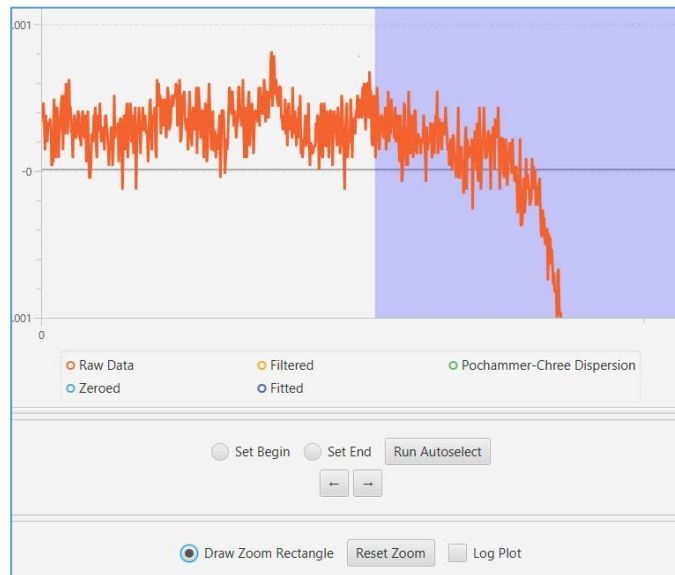 .001
-0
.001
0
Raw Data Filtered Pochammer-Chree Dispersion
Zeroed Fitted
Set Begin Set End Run Autoselect
← →
Draw Zoom Rectangle Reset Zoom Log Plot